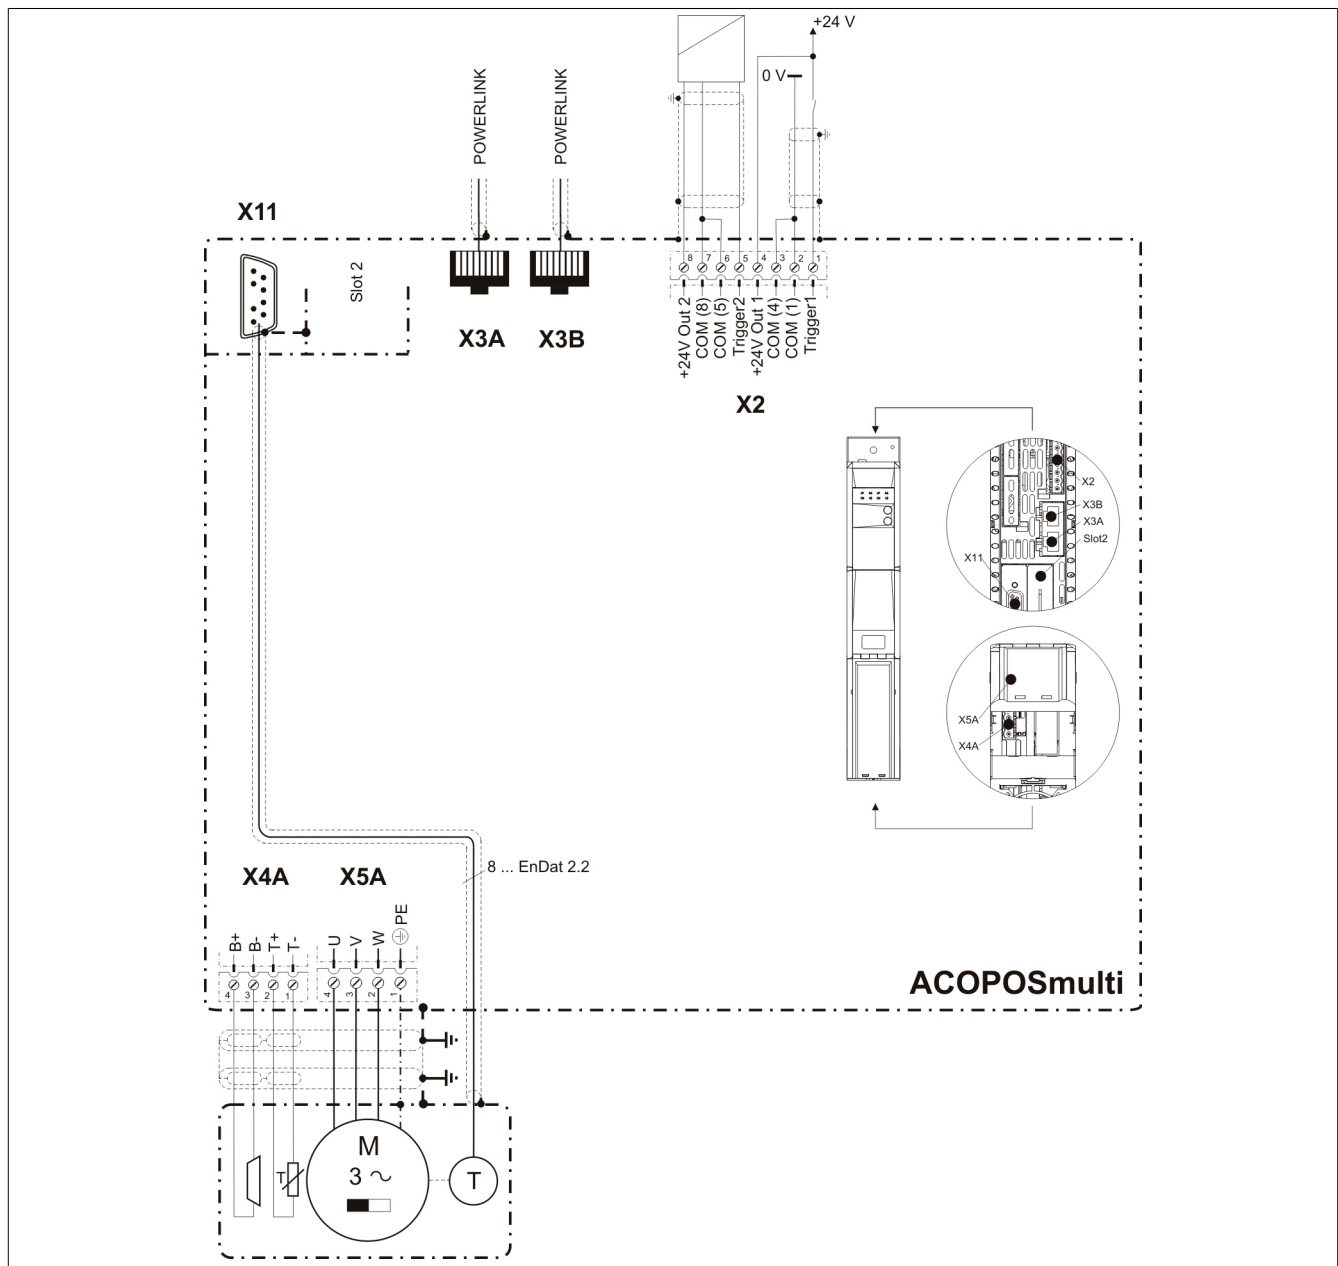 +24 V
0 V
POWERLINK
POWERLINK
X11
Slot 2
X3A
X3B
8 7 6 5 4 3 2 1
+24V Out 2
COM (8)
COM (5)
Trigger2
+24V Out 1
COM (4)
COM (1)
Trigger1
X2
X2
X3B
X3A
Slot2
X11
X5A
X4A
8 ... EnDat 2.2
X4A
X5A
B+
B-
T+
T-
U
V
W
PE
4 3 2 1
4 3 2 1
ACOPOSmulti
M
3 ~
T
T